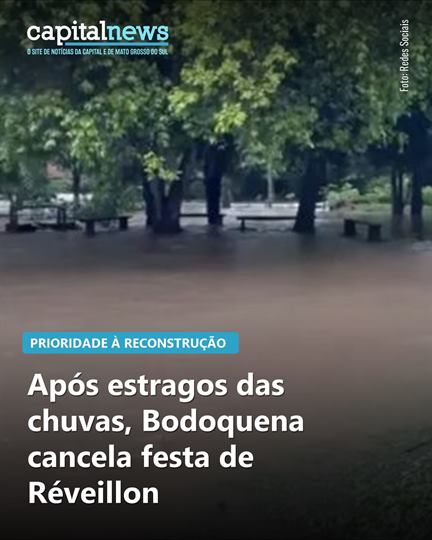 capitalnews
O SITE DE NOTÍCIAS DA CAPITAL E DE MATO GROSSO DO SUL
Foto: Redes Sociais
PRIORIDADE À RECONSTRUÇÃO
Após estragos das
chuvas, Bodoquena
cancela festa de
Réveillon